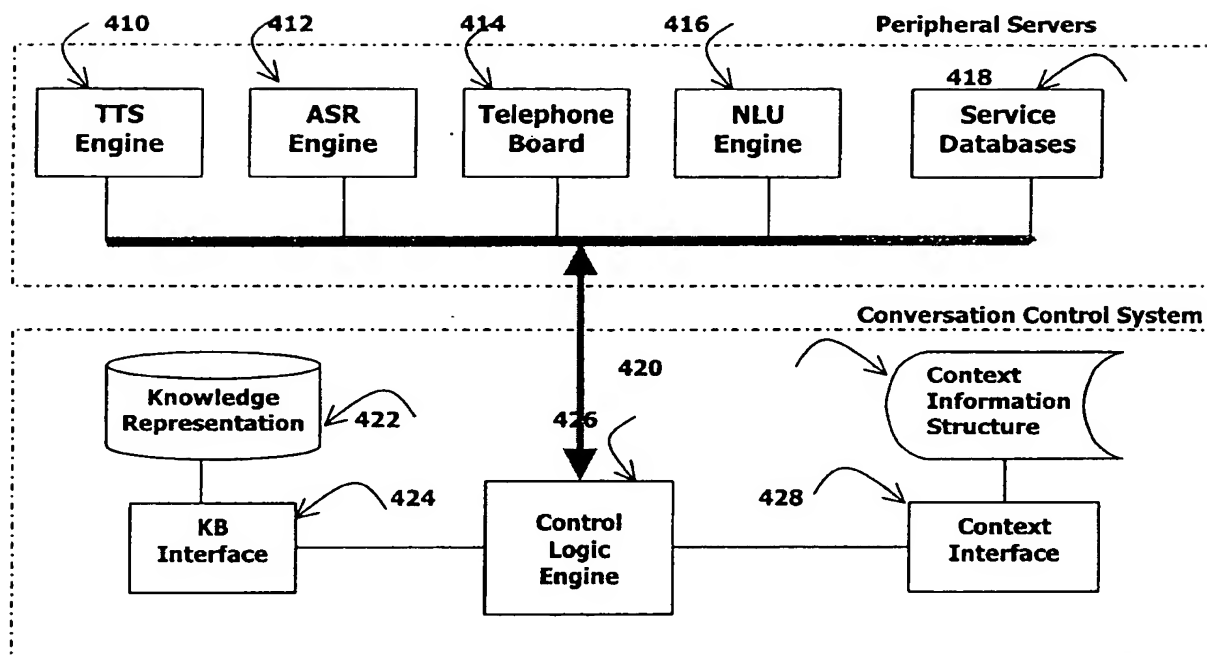 410
412
414
416
Peripheral Servers
TTS
Engine
ASR
Engine
Telephone
Board
NLU
Engine
418
Service
Databases
Conversation Control System
420
Knowledge
Representation
422
426
Context
Information
Structure
KB
Interface
424
Control
Logic
Engine
428
Context
Interface